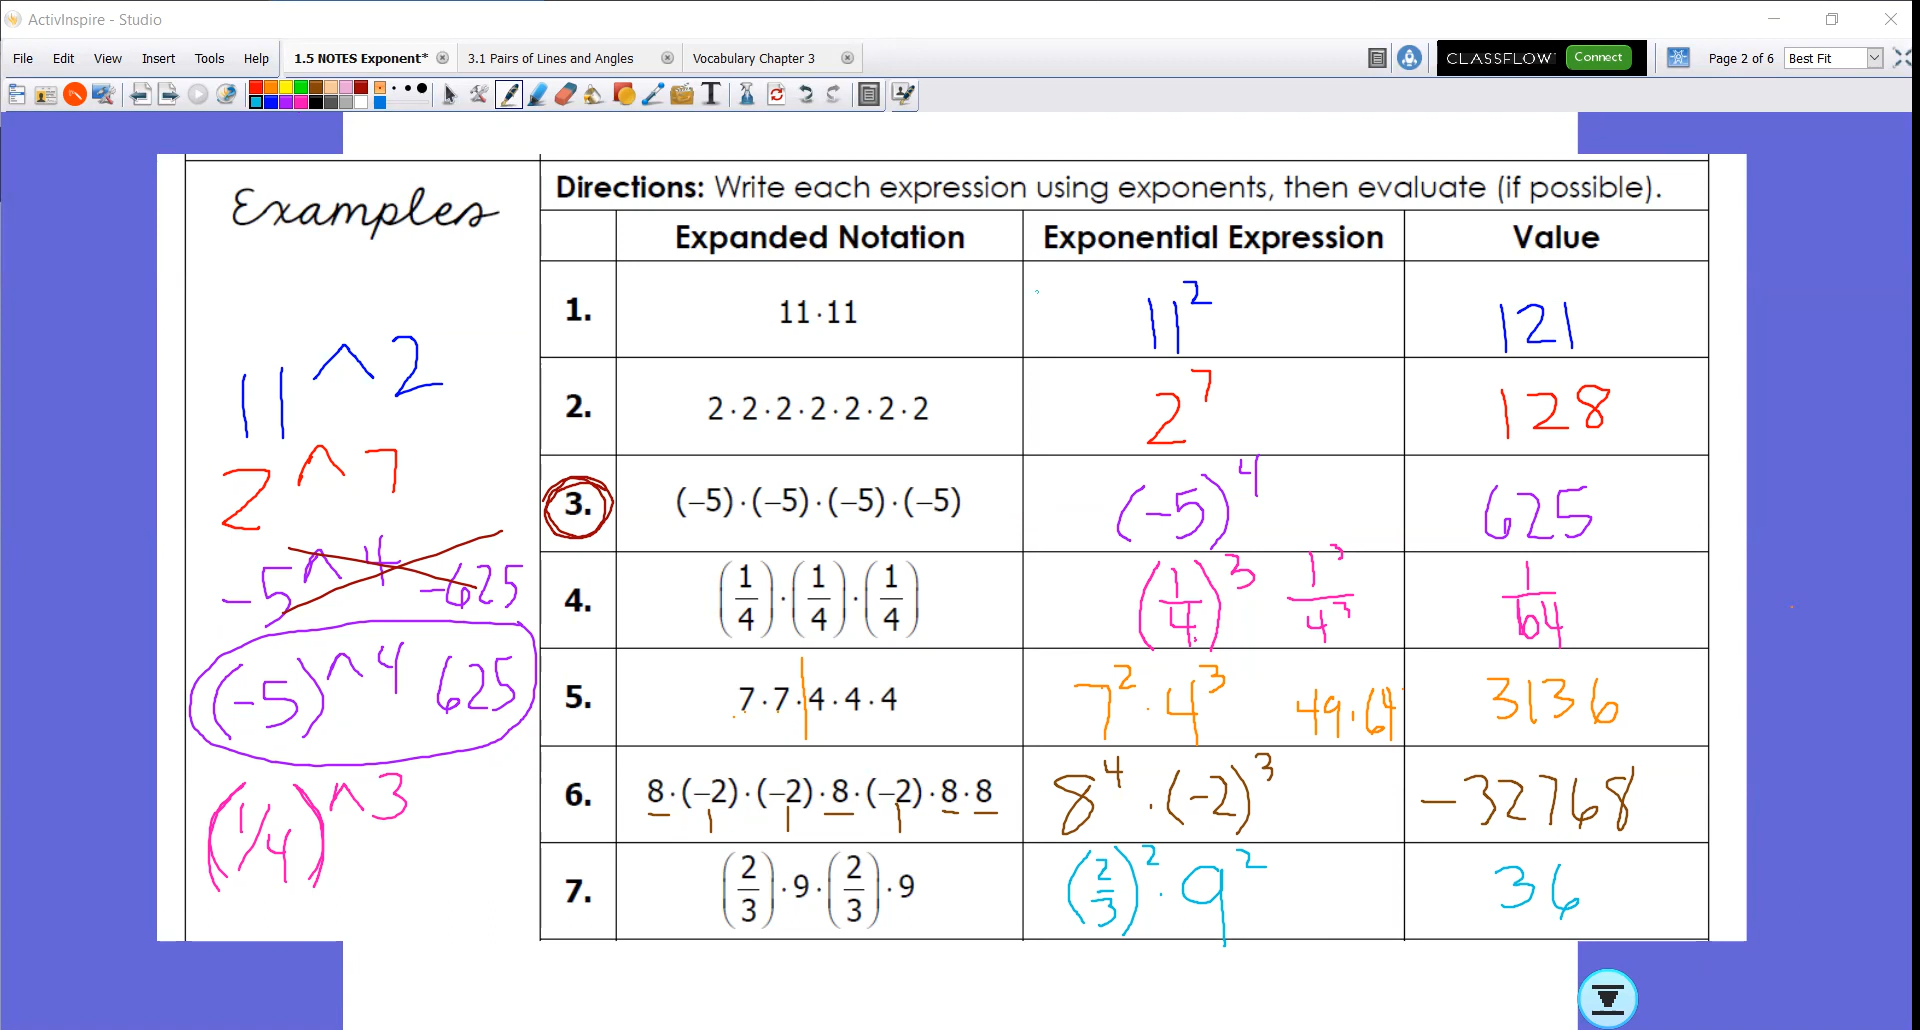 ActivInspire - Studio
File Edit View Insert Tools Help
1.5 NOTES Exponent* 3.1 Pairs of Lines and Angles Vocabulary Chapter 3
CLASSFLOW Connect
Page 2 of 6 Best Fit
Examples
11 ^ 2
2 ^ 7
-5 ^ 4 -625
(-5) ^ 4 625
(1/4) ^ 3
Directions: Write each expression using exponents, then evaluate (if possible).
Expanded Notation Exponential Expression Value
1. 11 · 11 11² 121
2. 2 · 2 · 2 · 2 · 2 · 2 · 2 2⁷ 128
3. (−5) · (−5) · (−5) · (−5) (-5)⁴ 625
4. (1/4) · (1/4) · (1/4) (1/4)³ 1³/4³ 1/64
5. 7 · 7 · 4 · 4 · 4 7² · 4³ 49 · 64 3136
6. 8 · (−2) · (−2) · 8 · (−2) · 8 · 8 8⁴ · (-2)³ -32768
7. (2/3) · 9 · (2/3) · 9 (2/3)² · 9² 36